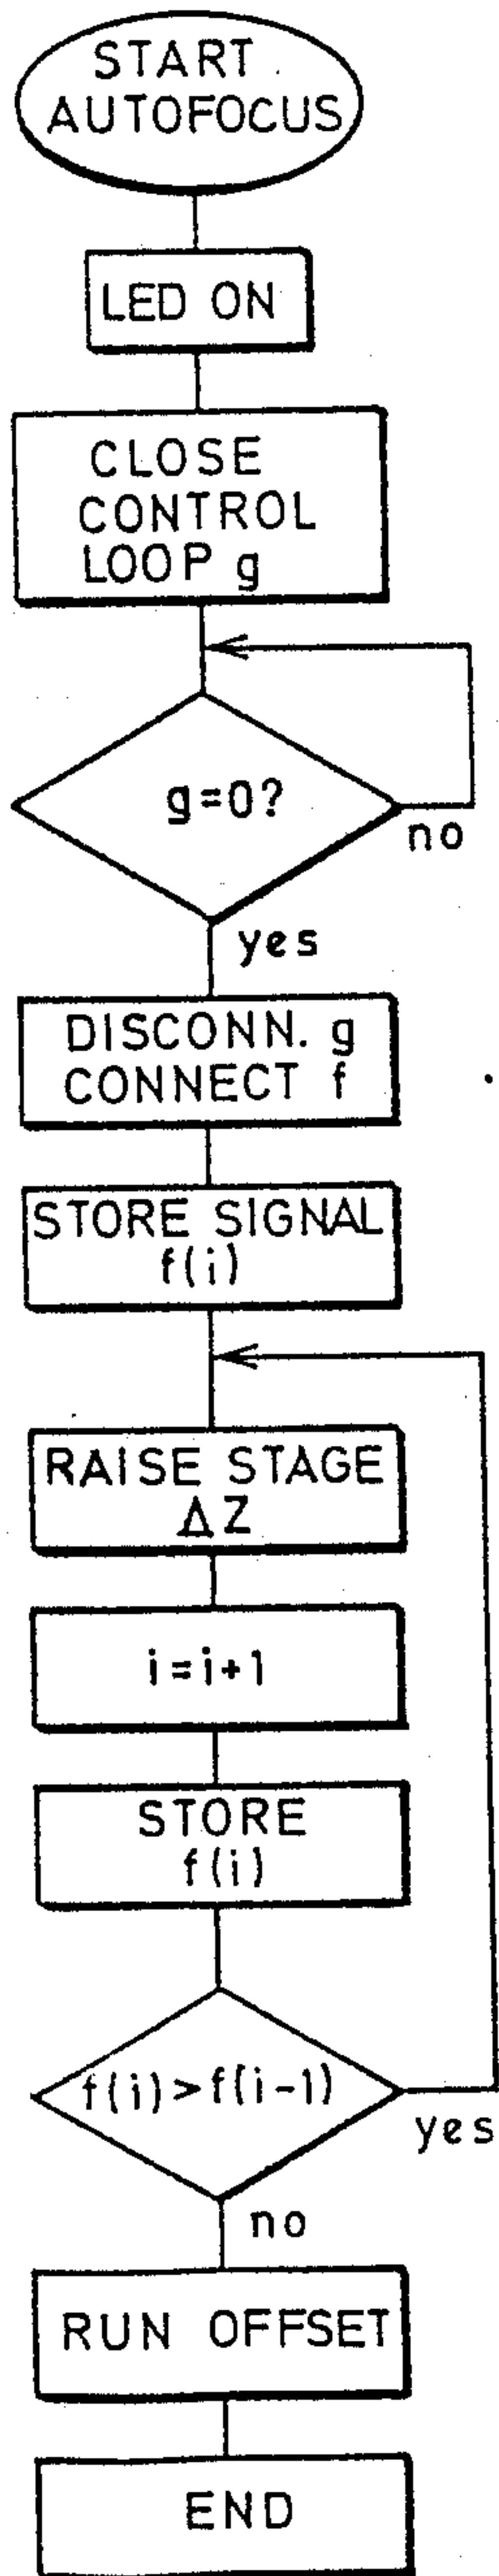 START
AUTOFOCUS
LED ON
CLOSE
CONTROL
LOOP g
g=0?
no
yes
DISCONN. g
CONNECT f
STORE SIGNAL
f(i)
RAISE STAGE
ΔZ
i=i+1
STORE
f(i)
f(i)>f(i-1)
yes
no
RUN OFFSET
END